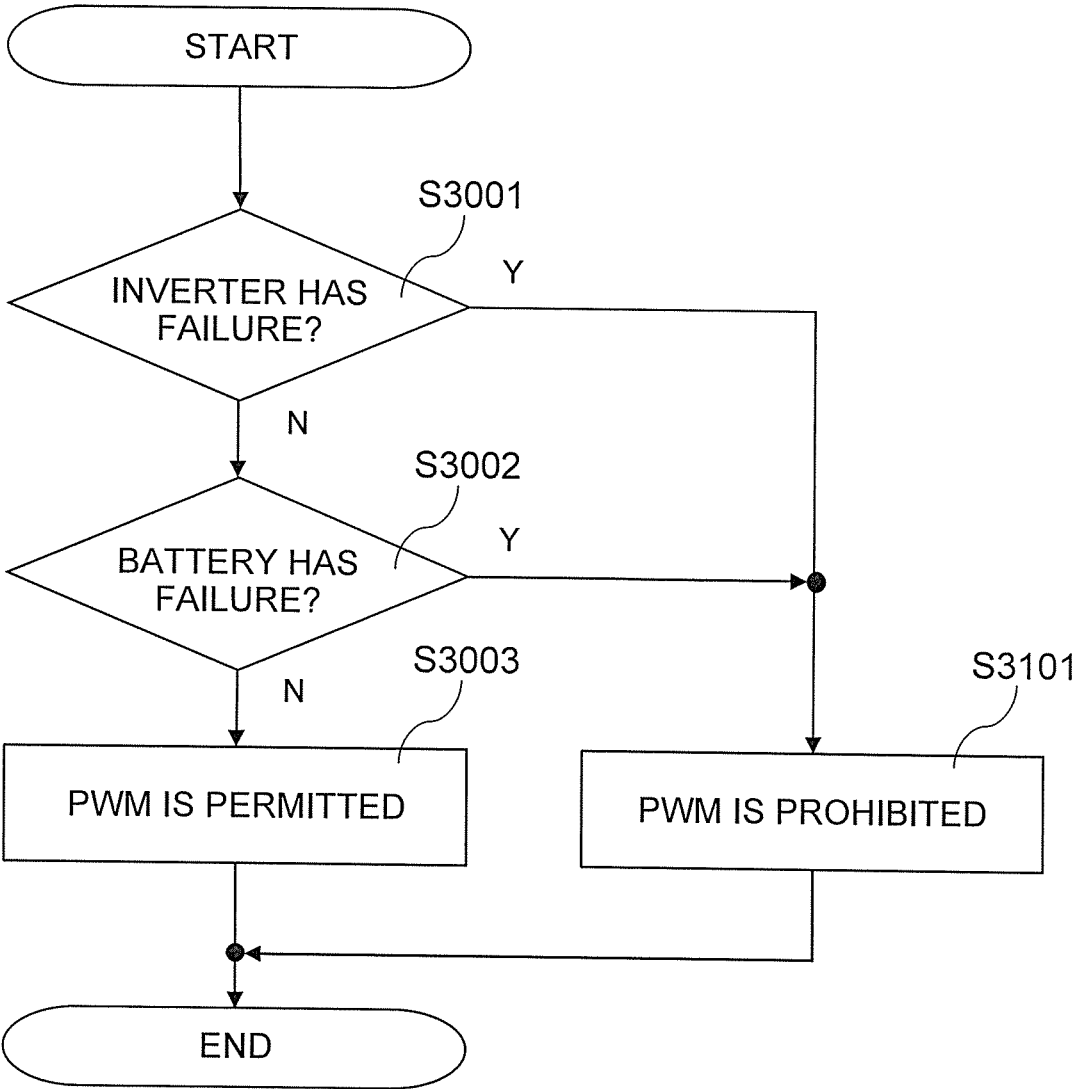 START
S3001
INVERTER HAS
FAILURE?
Y
N
S3002
BATTERY HAS
FAILURE?
Y
N
S3003
PWM IS PERMITTED
S3101
PWM IS PROHIBITED
END